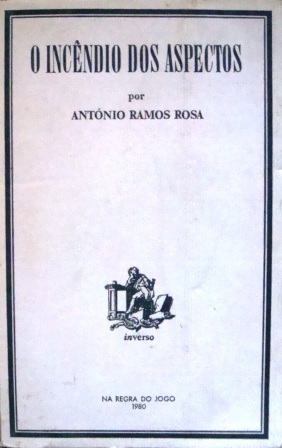 O INCÊNDIO DOS ASPECTOS
por
ANTÓNIO RAMOS ROSA
inverso
NA REGRA DO JOGO
1980